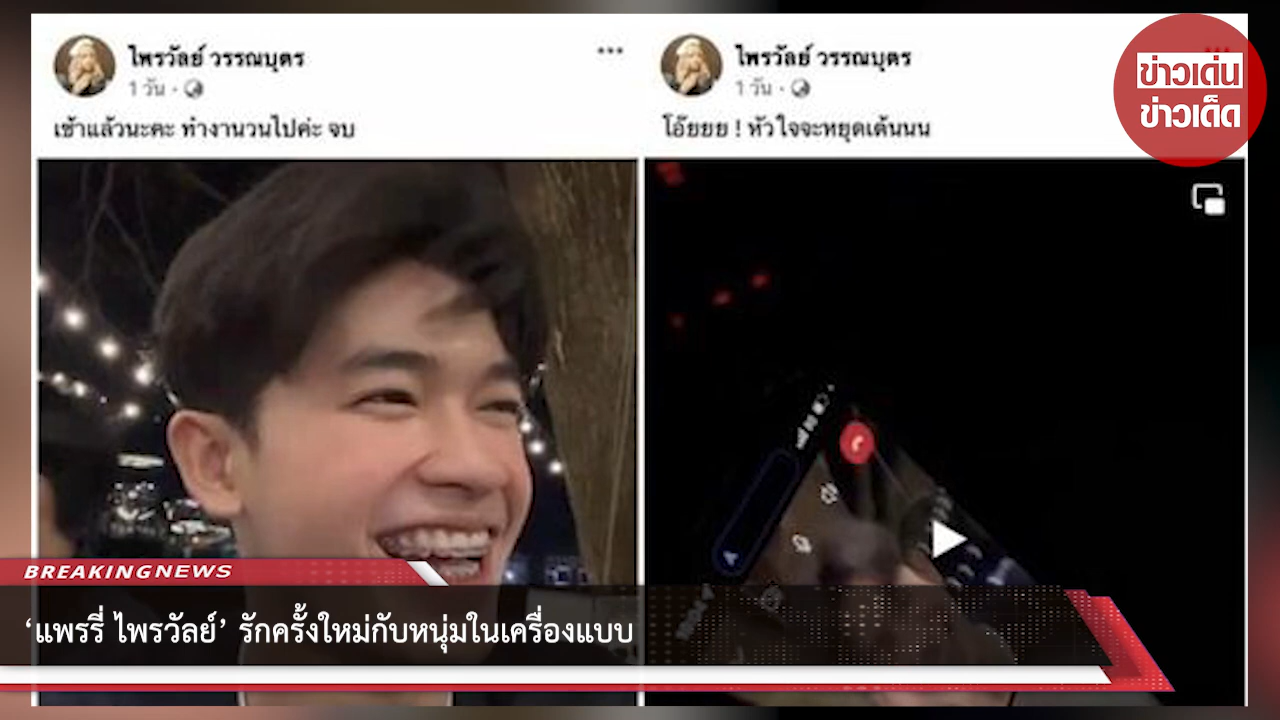 ไพรวัลย์ วรรณบุตร
1 วัน
เช้าแล้วนะคะ ทำงานวนไปค่ะ จบ
ไพรวัลย์ วรรณบุตร
1 วัน
โอ๊ยยย ! หัวใจจะหยุดเต้นนน
ข่าวเด่น
ข่าวเด็ด
BREAKING NEWS
‘แพรรี่ ไพรวัลย์’ รักครั้งใหม่กับหนุ่มในเครื่องแบบ